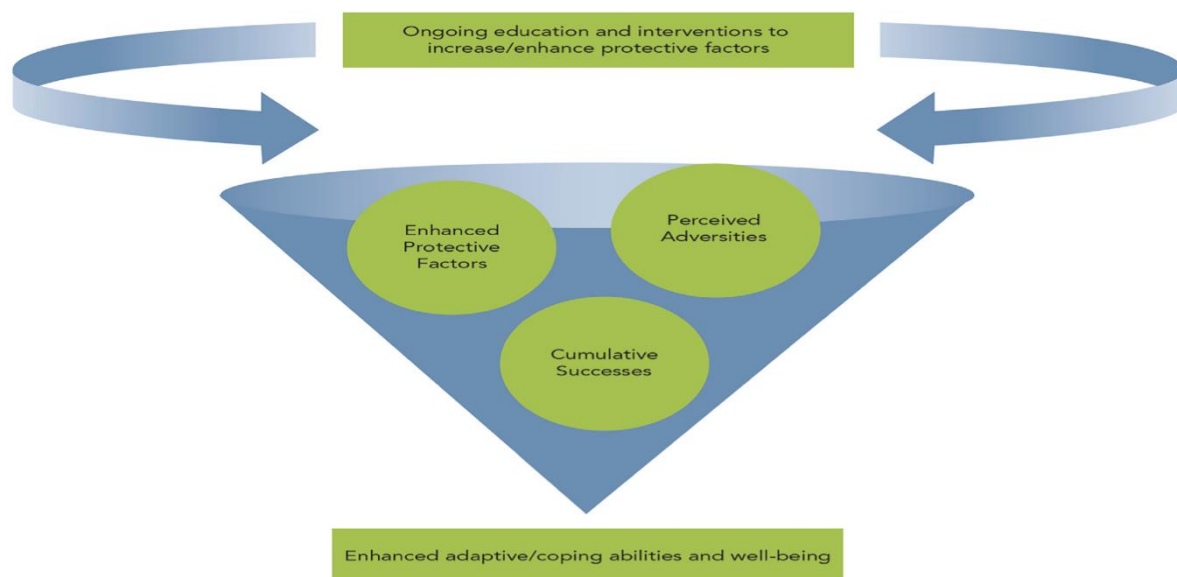 Ongoing education and interventions to
increase/enhance protective factors
Enhanced
Protective
Factors
Perceived
Adversities
Cumulative
Successes
Enhanced adaptive/coping abilities and well-being